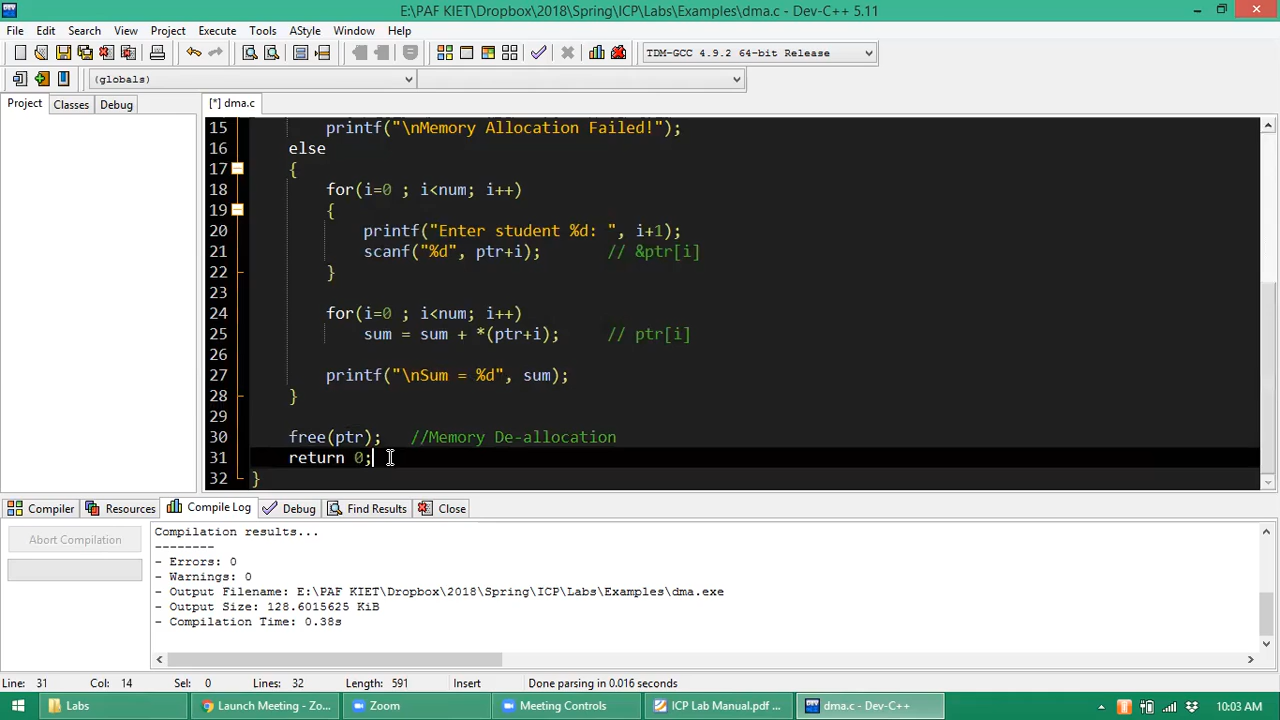 E:\PAF KIET\Dropbox\2018\Spring\ICP\Labs\Examples\dma.c - Dev-C++ 5.11
File Edit Search View Project Execute Tools AStyle Window Help
TDM-GCC 4.9.2 64-bit Release
(globals)
Project Classes Debug
[*] dma.c
15 printf("\nMemory Allocation Failed!");
16 else
17 {
18 for(i=0 ; i<num; i++)
19 {
20 printf("Enter student %d: ", i+1);
21 scanf("%d", ptr+i); // &ptr[i]
22 }
23
24 for(i=0 ; i<num; i++)
25 sum = sum + *(ptr+i); // ptr[i]
26
27 printf("\nSum = %d", sum);
28 }
29
30 free(ptr); //Memory De-allocation
31 return 0;
32 }
Compiler Resources Compile Log Debug Find Results Close
Abort Compilation
Compilation results...
--------
- Errors: 0
- Warnings: 0
- Output Filename: E:\PAF KIET\Dropbox\2018\Spring\ICP\Labs\Examples\dma.exe
- Output Size: 128.6015625 KiB
- Compilation Time: 0.38s
Line: 31 Col: 14 Sel: 0 Lines: 32 Length: 591 Insert Done parsing in 0.016 seconds
Labs Launch Meeting - Zo... Zoom Meeting Controls ICP Lab Manual.pdf ... dma.c - Dev-C++ 10:03 AM